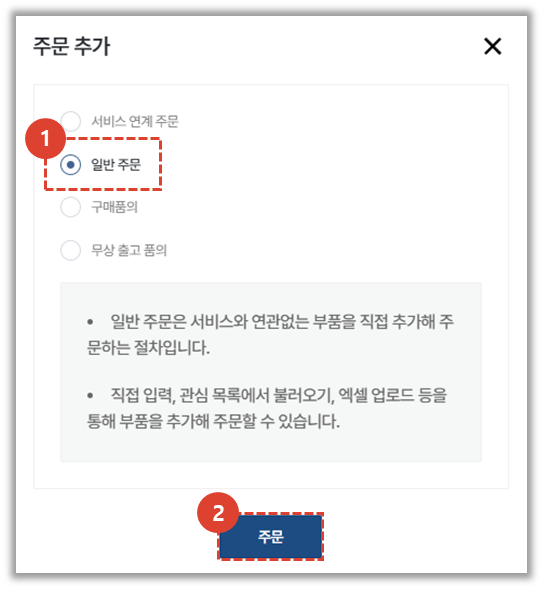 주문 추가
서비스 연계 주문
1
일반 주문
구매품의
무상 출고 품의
• 일반 주문은 서비스와 연관없는 부품을 직접 추가해 주
문하는 절차입니다.
• 직접 입력, 관심 목록에서 불러오기, 엑셀 업로드 등을
통해 부품을 추가해 주문할 수 있습니다.
2
주문